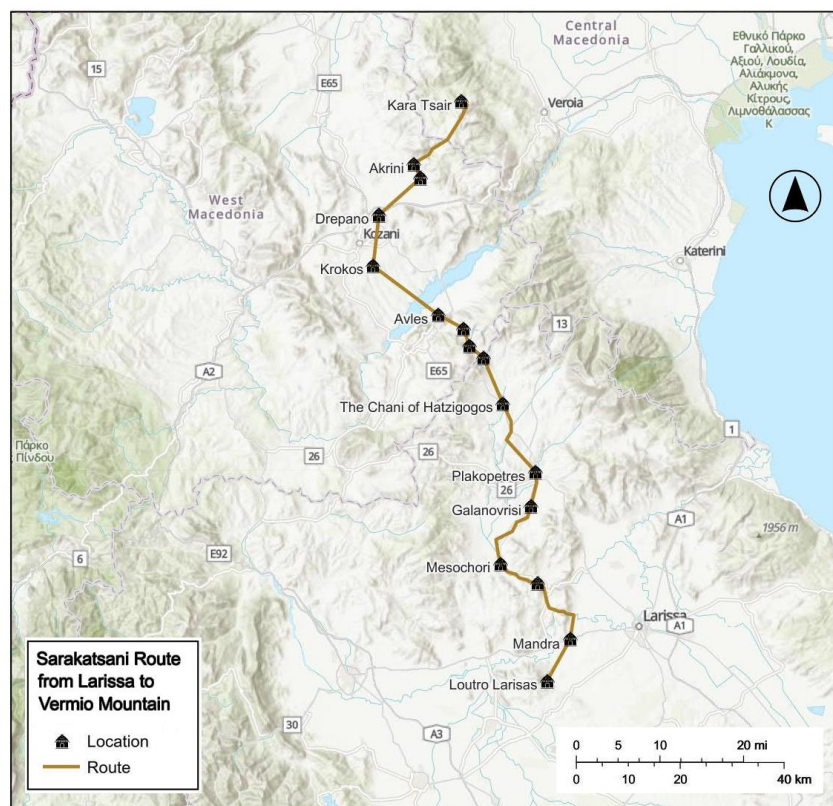 Central
Macedonia
Εθνικό Πάρκο
Γαλλικού,
Αξιού, Λουδία,
Αλιάκμονα,
Αλυκής
Κίτρους,
Λιμνοθάλασσας
Κ
15
E65
Kara Tsair
Veroia
Akrini
West
Macedonia
Drepano
Kozani
Katerini
Krokos
Avles
13
A2
E65
The Chani of Hatzigogos
1
Πάρκο
Πίνδου
26
26
Plakopetres
26
Galanovrisi
A1
1956 m
6
E92
Mesochori
Larissa
A1
Mandra
Loutro Larisas
30
A3
Sarakatsani Route
from Larissa to
Vermio Mountain
Location
Route
0 5 10 20 mi
0 10 20 40 km